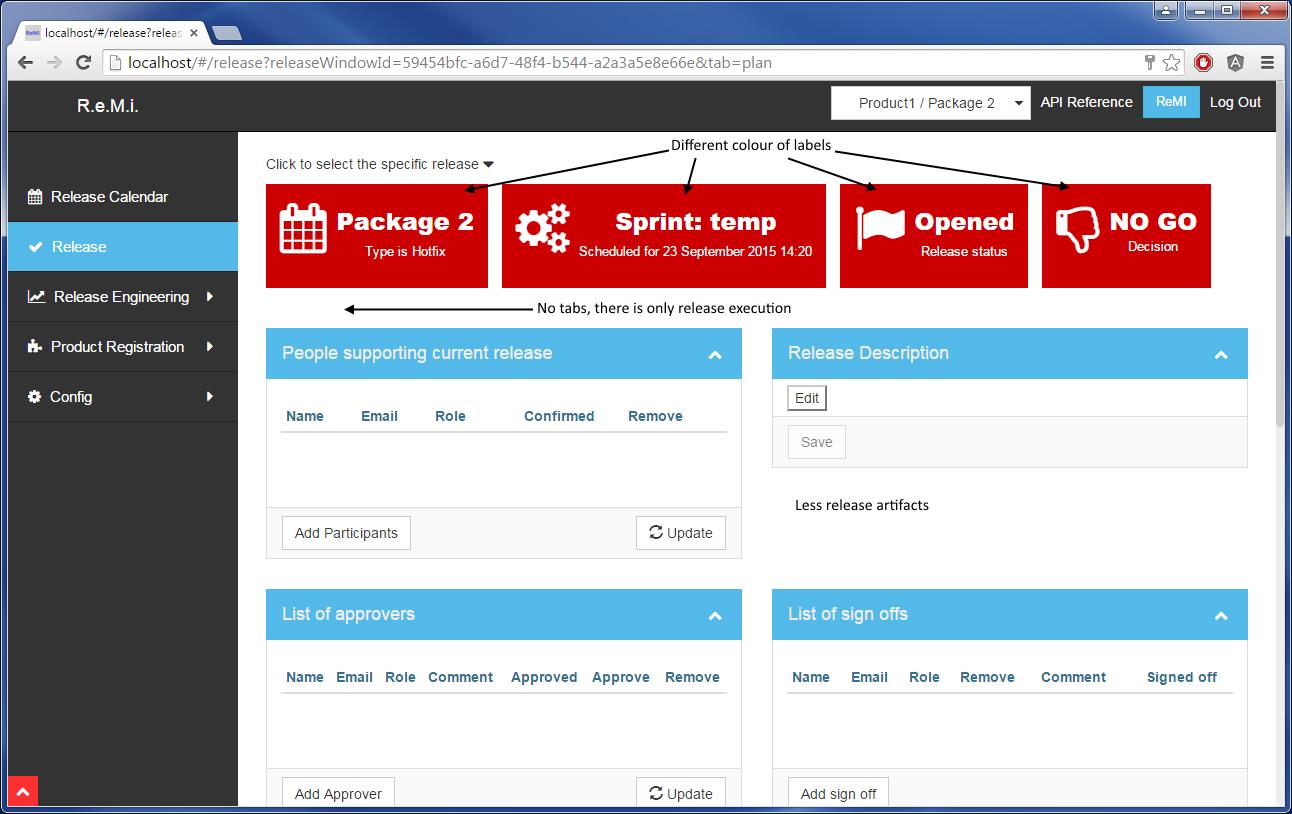 ReMI localhost/#/release?releas
localhost/#/release?releaseWindowId=59454bfc-a6d7-48f4-b544-a2a3a5e8e66e&tab=plan
R.e.M.i.
Product1 / Package 2
API Reference
ReMI
Log Out
Different colour of labels
Click to select the specific release
Release Calendar
Release
Release Engineering
Product Registration
Config
Package 2
Type is Hotfix
Sprint: temp
Scheduled for 23 September 2015 14:20
Opened
Release status
NO GO
Decision
No tabs, there is only release execution
People supporting current release
Name Email Role Confirmed Remove
Add Participants
Update
Release Description
Edit
Save
Less release artifacts
List of approvers
Name Email Role Comment Approved Approve Remove
Add Approver
Update
List of sign offs
Name Email Role Remove Comment Signed off
Add sign off